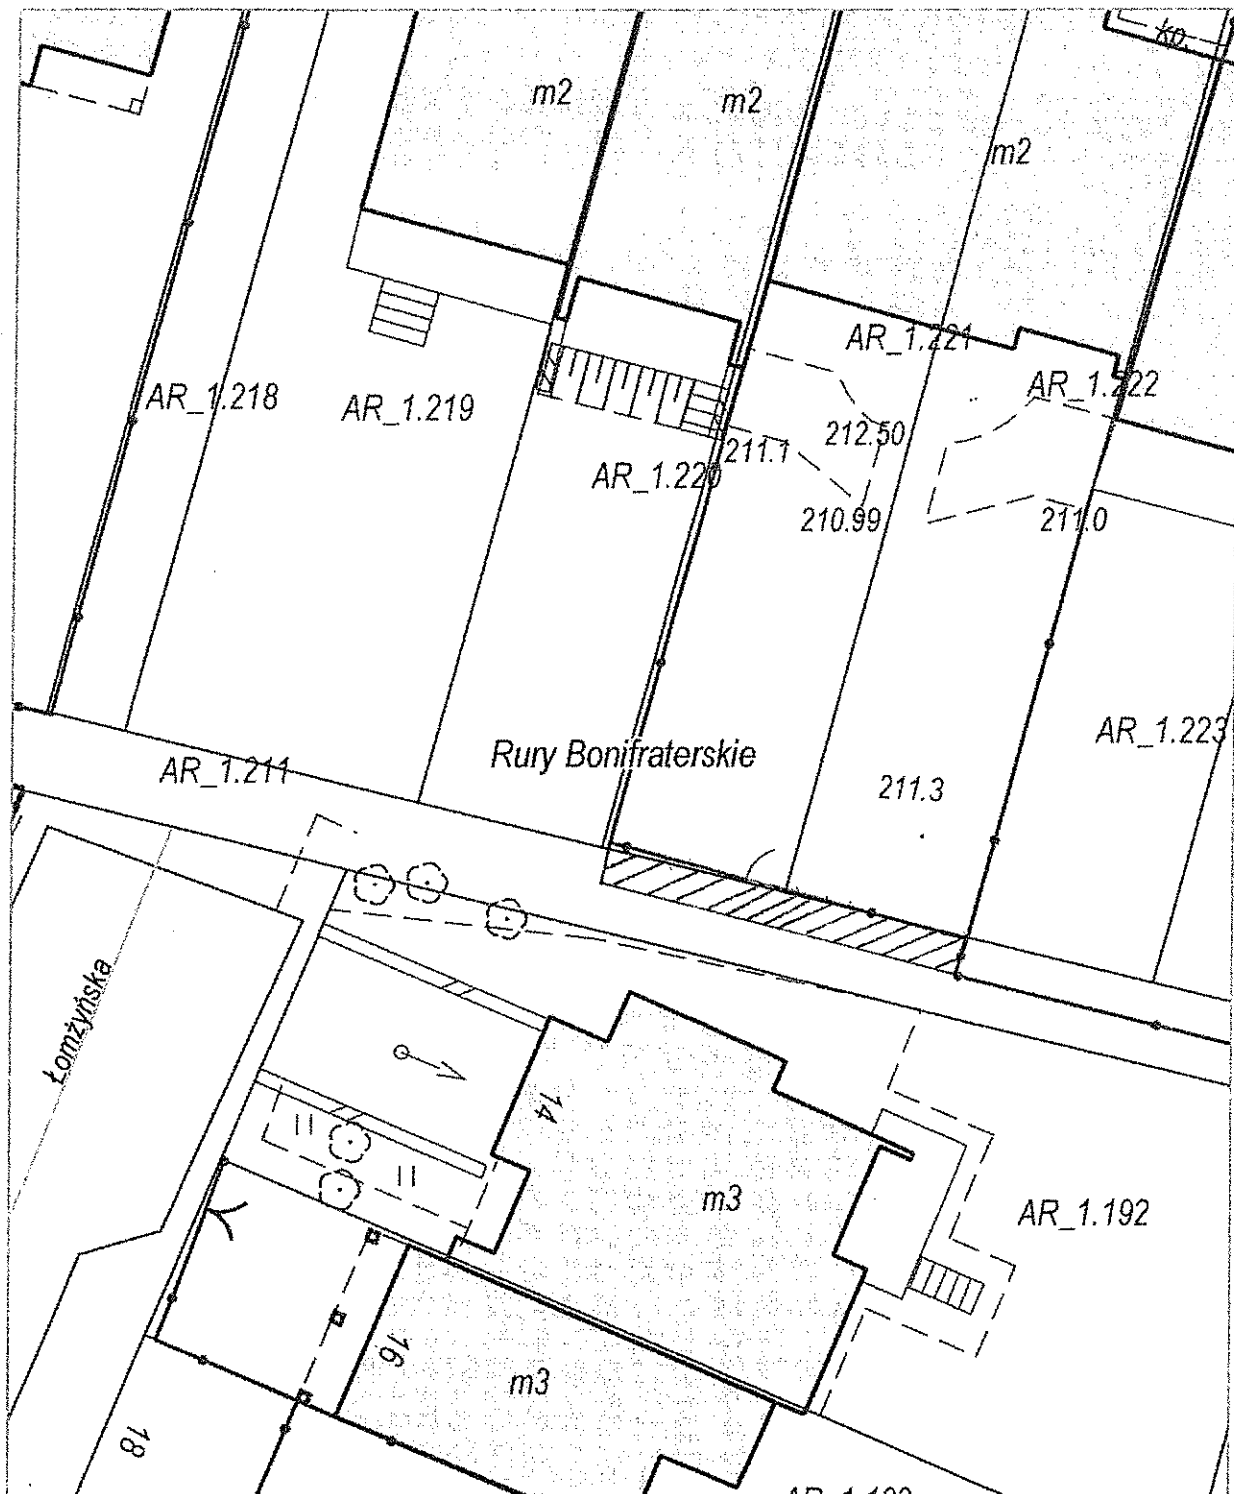 ko.
m2
m2
m2
AR_1.221
AR_1.222
AR_1.218
AR_1.219
212.50
211.1
AR_1.220
210.99
211.0
AR_1.223
Rury Bonifraterskie
AR_1.211
211.3
Łomżyńska
14
m3
AR_1.192
16
m3
18